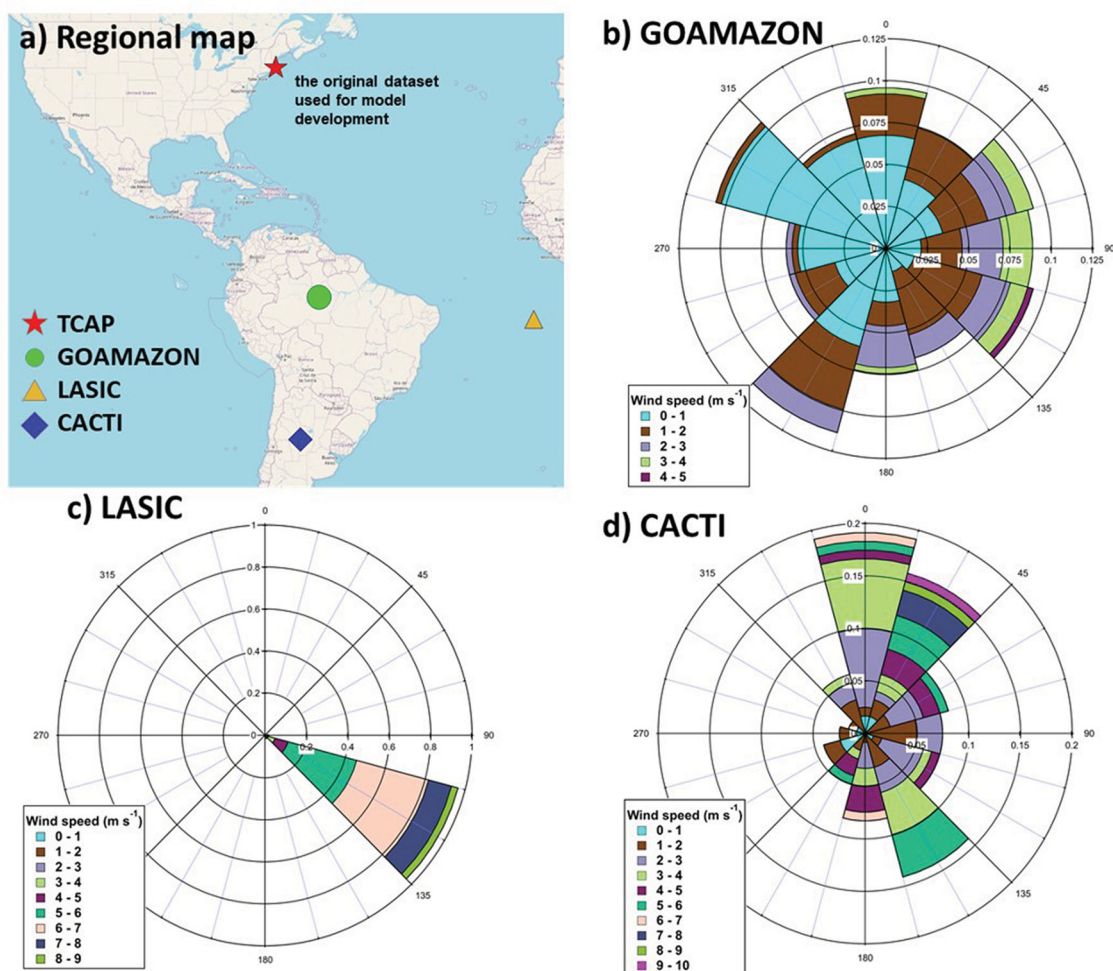 a) Regional map
the original dataset
used for model
development
TCAP
GOAMAZON
LASIC
CACTI
b) GOAMAZON
0
45
90
135
180
270
315
0.125
0.1
0.075
0.05
0.025
0
0.025
0.05
0.075
0.1
0.125
Wind speed (m s⁻¹)
0 - 1
1 - 2
2 - 3
3 - 4
4 - 5
c) LASIC
0
45
90
135
180
270
315
1
0.8
0.6
0.4
0.2
0
0.2
0.4
0.6
0.8
1
Wind speed (m s⁻¹)
0 - 1
1 - 2
2 - 3
3 - 4
4 - 5
5 - 6
6 - 7
7 - 8
8 - 9
d) CACTI
0
45
90
135
180
270
315
0.2
0.15
0.1
0.05
0
0.05
0.1
0.15
0.2
Wind speed (m s⁻¹)
0 - 1
1 - 2
2 - 3
3 - 4
4 - 5
5 - 6
6 - 7
7 - 8
8 - 9
9 - 10